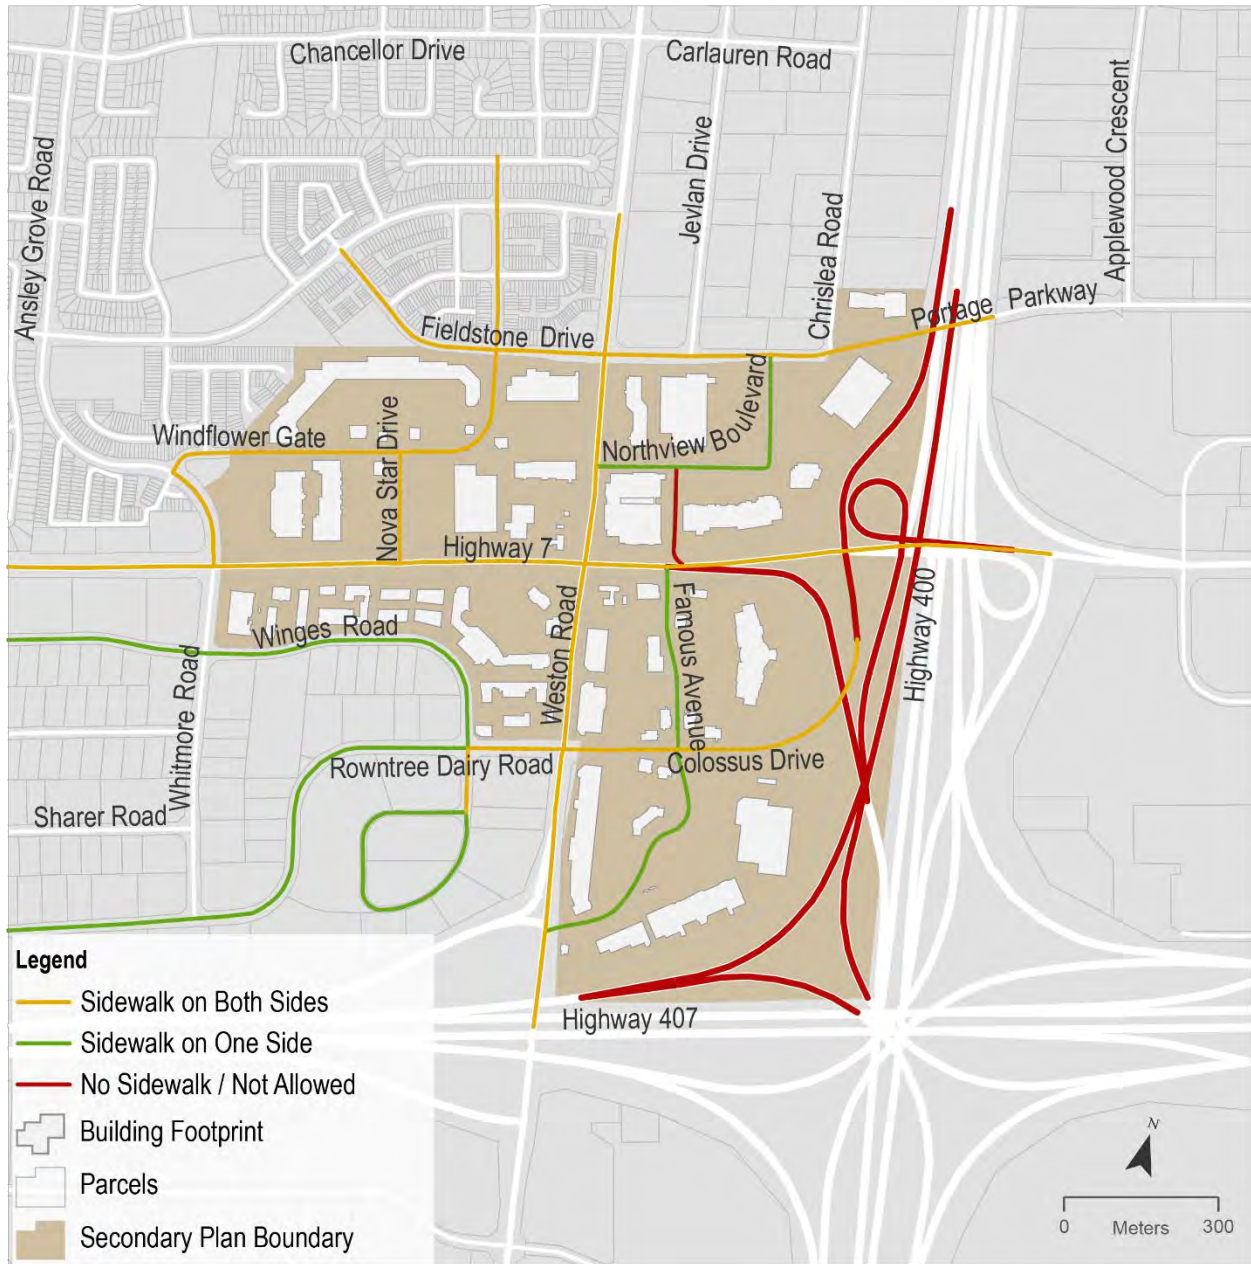 Chancellor Drive
Carlauren Road
Applewood Crescent
Ansley Grove Road
Jevlan Drive
Chrislea Road
Portage Parkway
Fieldstone Drive
Northview Boulevard
Windflower Gate
Nova Star Drive
Highway 7
Highway 400
Famous Avenue
Weston Road
Winges Road
Whitmore Road
Rowntree Dairy Road
Colossus Drive
Sharer Road
Highway 407
Legend
Sidewalk on Both Sides
Sidewalk on One Side
No Sidewalk / Not Allowed
Building Footprint
Parcels
Secondary Plan Boundary
N
0 Meters 300